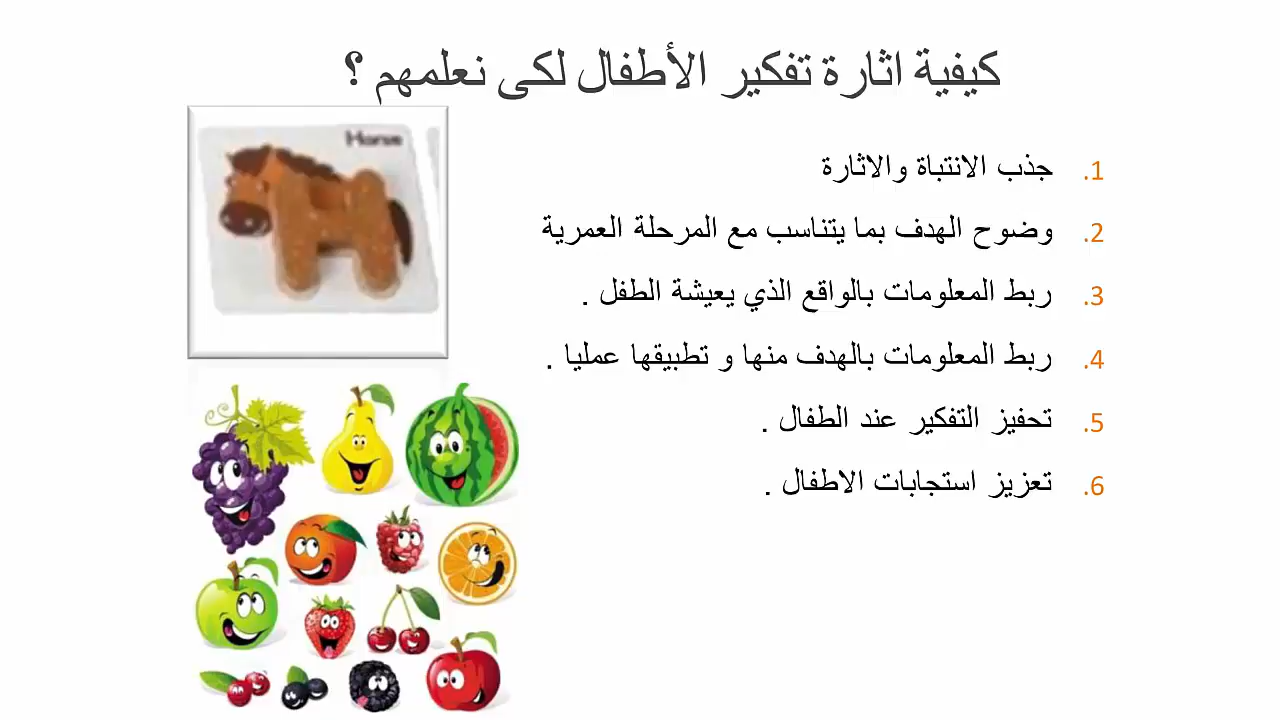 كيفية اثارة تفكير الأطفال لكى نعلمهم ؟
Horse
1. جذب الانتباة والاثارة
2. وضوح الهدف بما يتناسب مع المرحلة العمرية
3. ربط المعلومات بالواقع الذي يعيشة الطفل .
4. ربط المعلومات بالهدف منها و تطبيقها عمليا .
5. تحفيز التفكير عند الطفال .
6. تعزيز استجابات الاطفال .